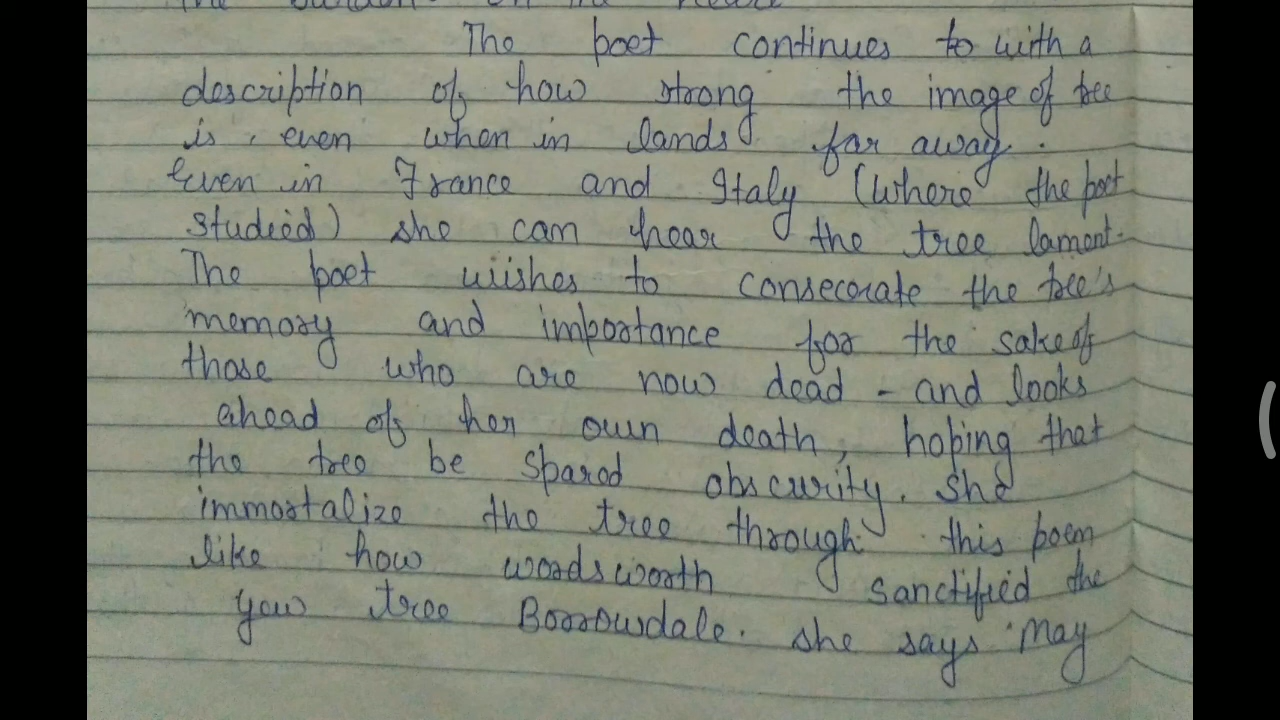 The poet continues to with a
description of how strong the image of tree
is, even when in lands far away.
Even in France and Italy (where the poet
studied) she can hear the tree lament.
The poet wishes to consecrate the tree's
memory and importance for the sake of
those who are now dead - and looks
ahead of her own death, hoping that
the tree be spared obscurity. She
immortalize the tree through this poem
like how wordsworth sanctified the
yew tree Borrowdale. she says 'May